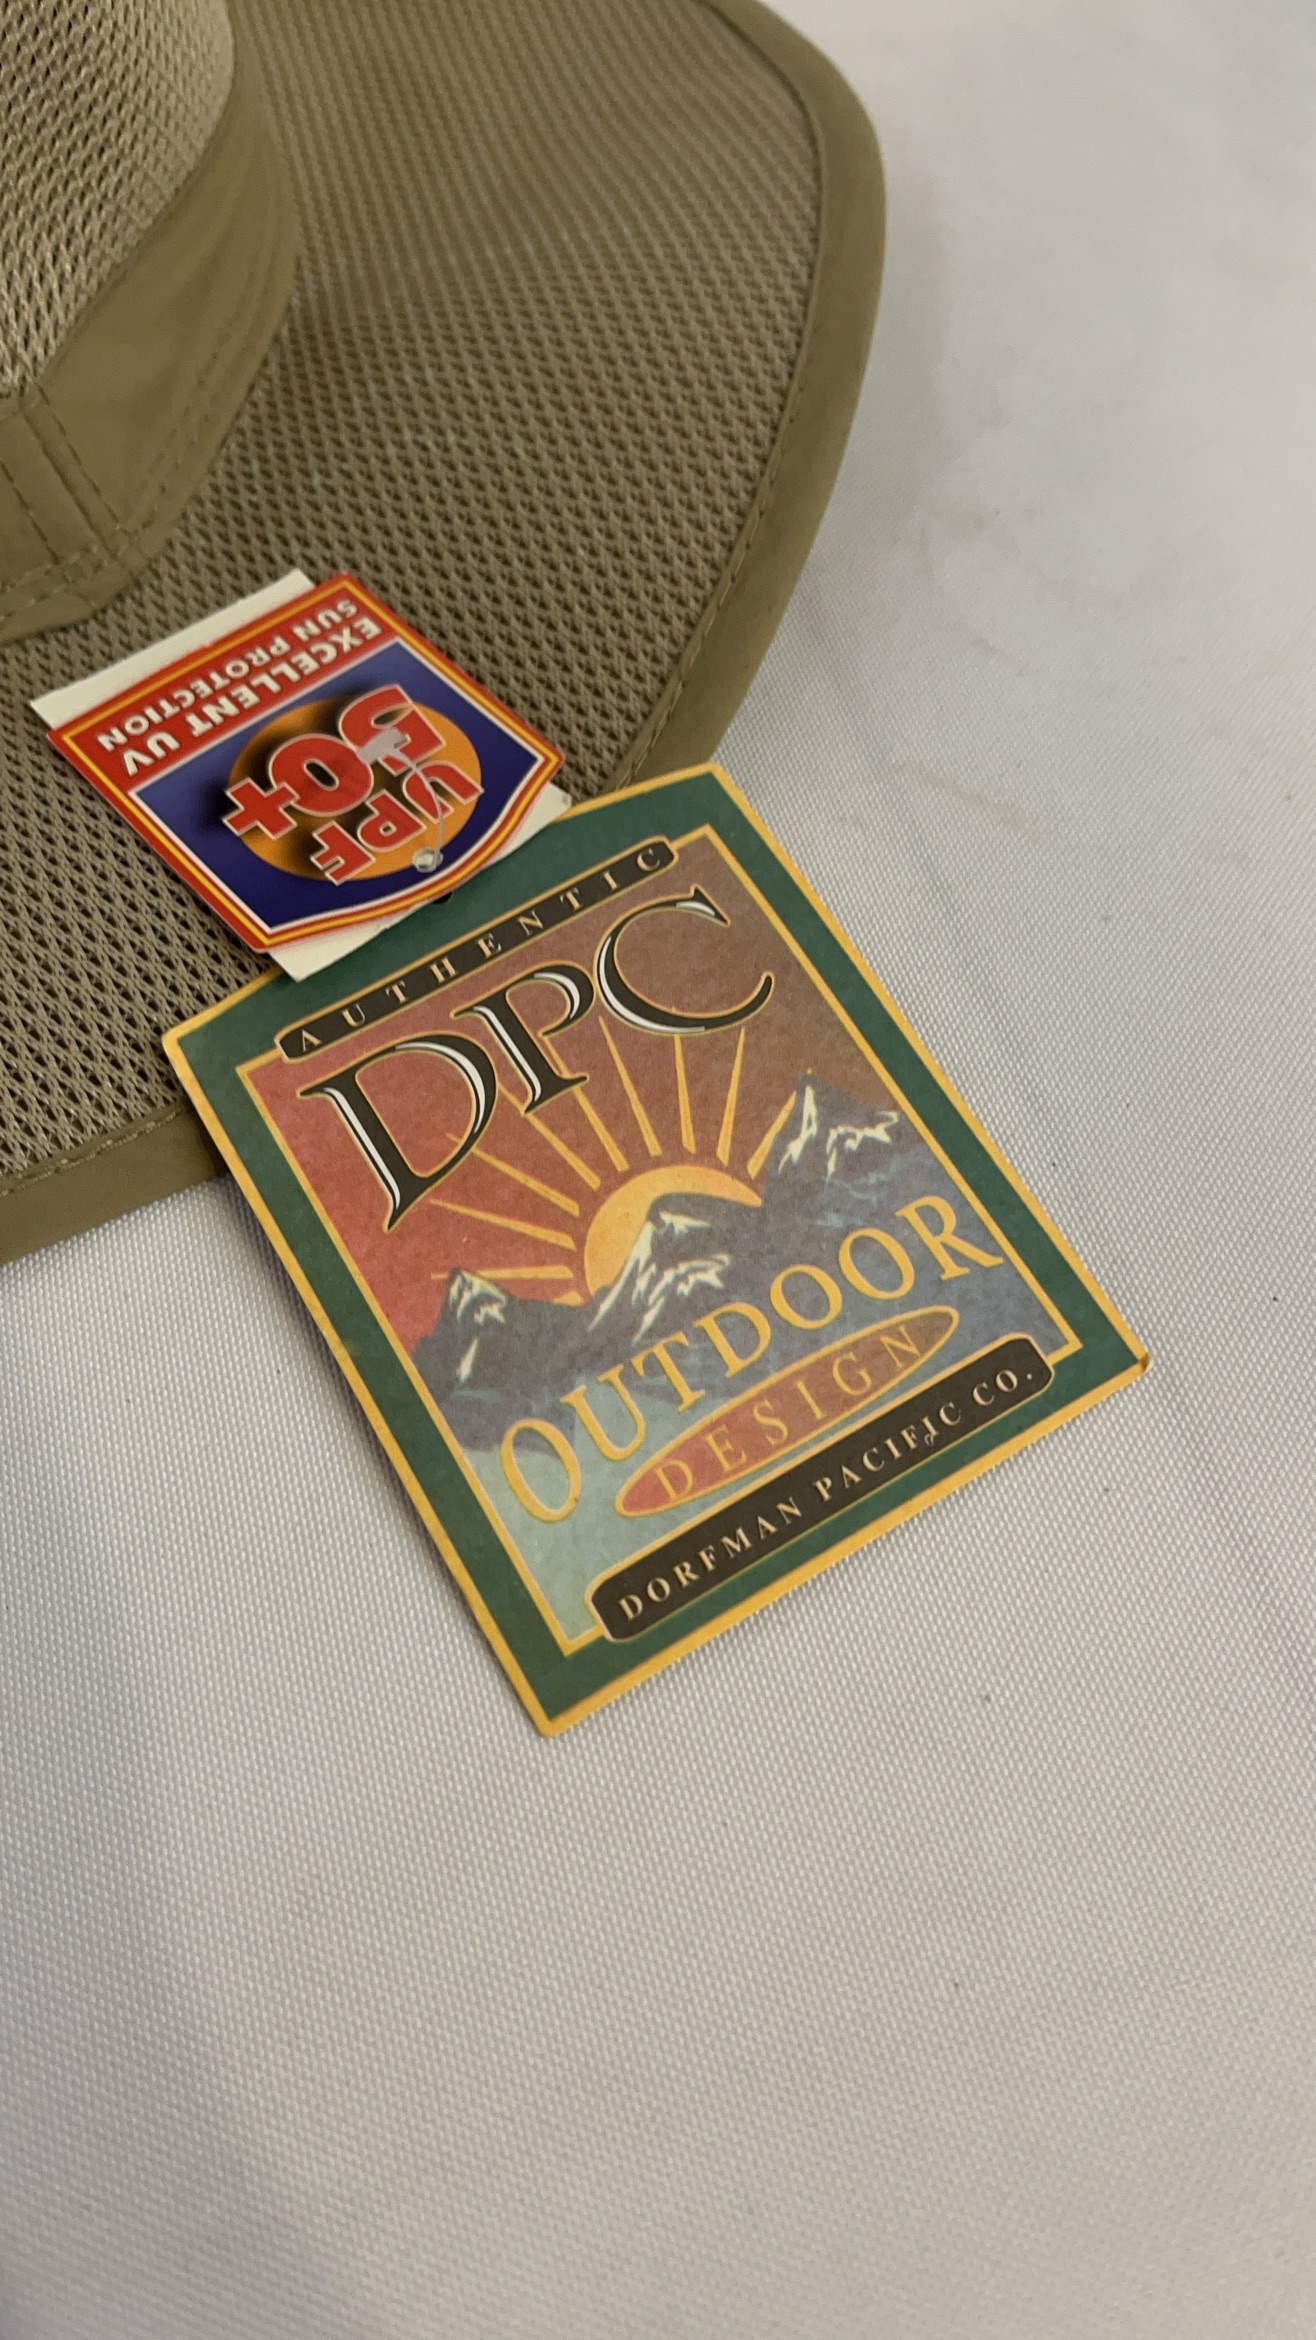 UPF
50+
EXCELLENT UV
SUN PROTECTION
AUTHENTIC
DPC
OUTDOOR
DESIGN
DORFMAN PACIFIC CO.